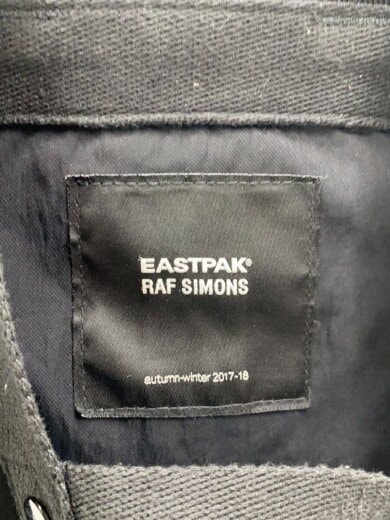 EASTPAK®
RAF SIMONS
autumn-winter 2017-18